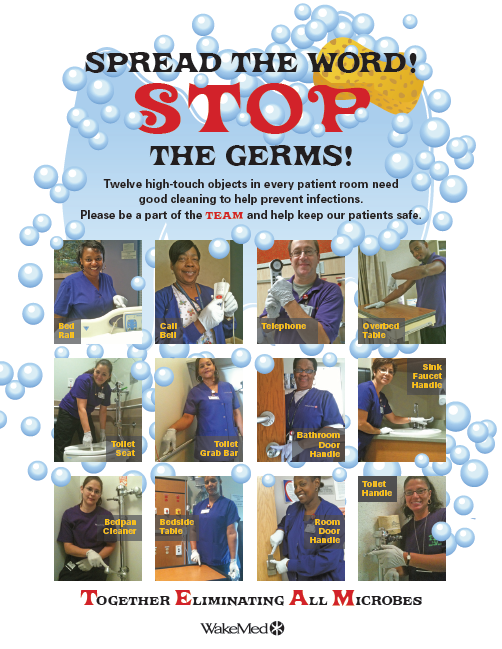 SPREAD THE WORD!
STOP
THE GERMS!
Twelve high-touch objects in every patient room need
good cleaning to help prevent infections.
Please be a part of the TEAM and help keep our patients safe.
Bed
Rail
Call
Bell
Telephone
Overbed
Table
Toilet
Seat
Toilet
Grab Bar
Bathroom
Door
Handle
Sink
Faucet
Handle
Bedpan
Cleaner
Bedside
Table
Room
Door
Handle
Toilet
Handle
TOGETHER ELIMINATING ALL MICROBES
WakeMed